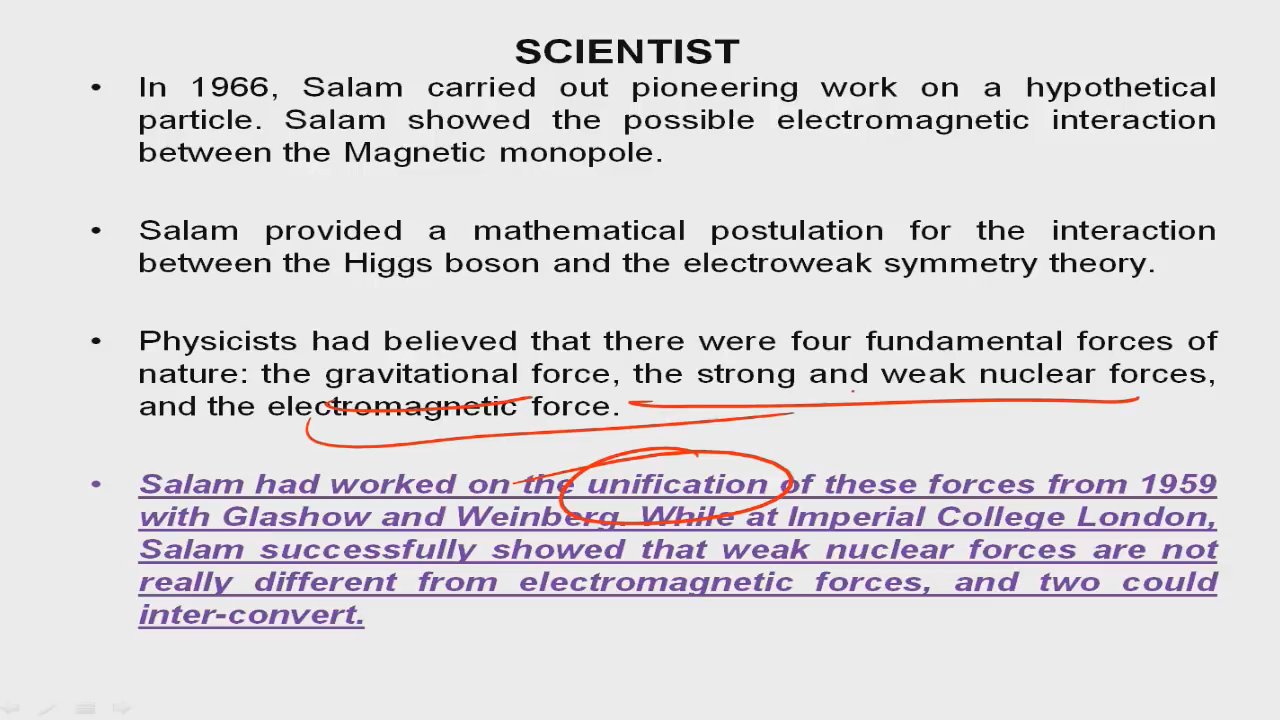 SCIENTIST
• In 1966, Salam carried out pioneering work on a hypothetical
particle. Salam showed the possible electromagnetic interaction
between the Magnetic monopole.
• Salam provided a mathematical postulation for the interaction
between the Higgs boson and the electroweak symmetry theory.
• Physicists had believed that there were four fundamental forces of
nature: the gravitational force, the strong and weak nuclear forces,
and the electromagnetic force.
• Salam had worked on the unification of these forces from 1959
with Glashow and Weinberg. While at Imperial College London,
Salam successfully showed that weak nuclear forces are not
really different from electromagnetic forces, and two could
inter-convert.